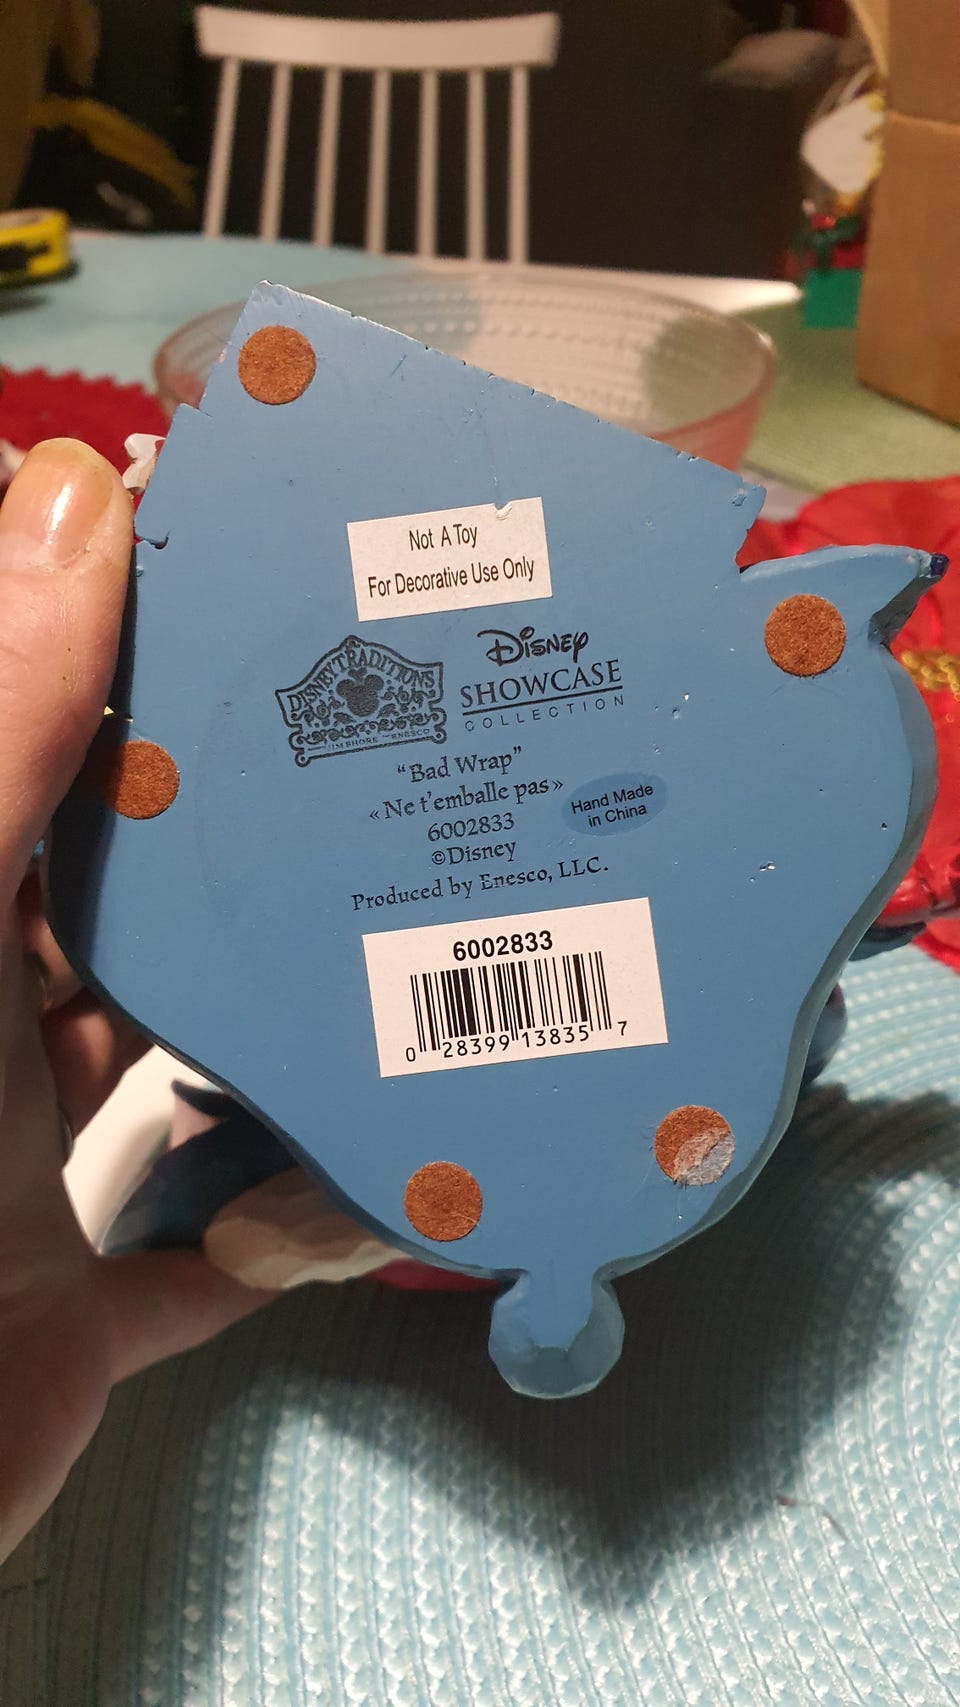 Not A Toy
For Decorative Use Only
DISNEY TRADITIONS
JIM SHORE ENESCO
Disney
SHOWCASE
COLLECTION
“Bad Wrap”
« Ne t'emballe pas »
6002833
©Disney
Produced by Enesco, LLC.
Hand Made
in China
6002833
0 28399 13835 7